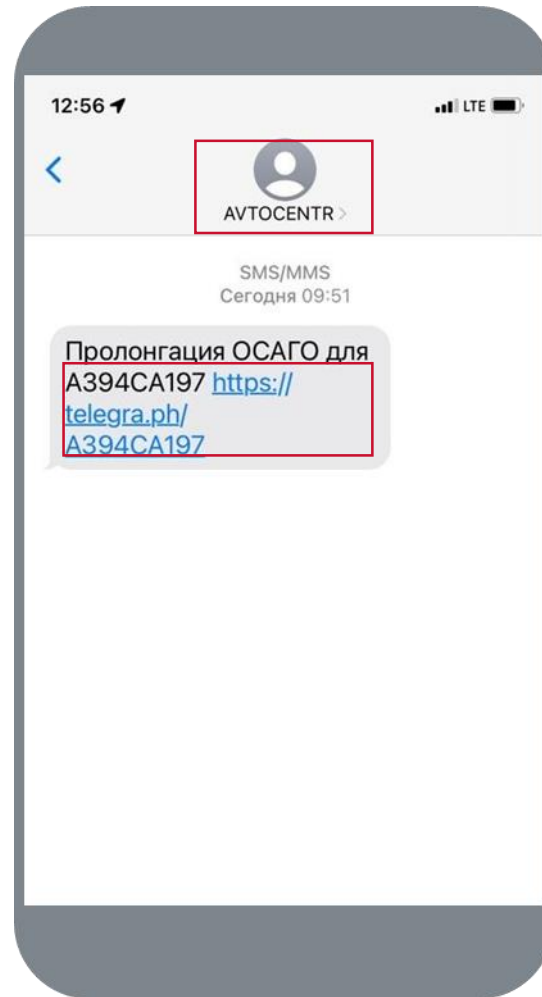 12:56
LTE
AVTOCENTR
SMS/MMS
Сегодня 09:51
Пролонгация ОСАГО для
А394СА197 https://
telegra.ph/
A394CA197